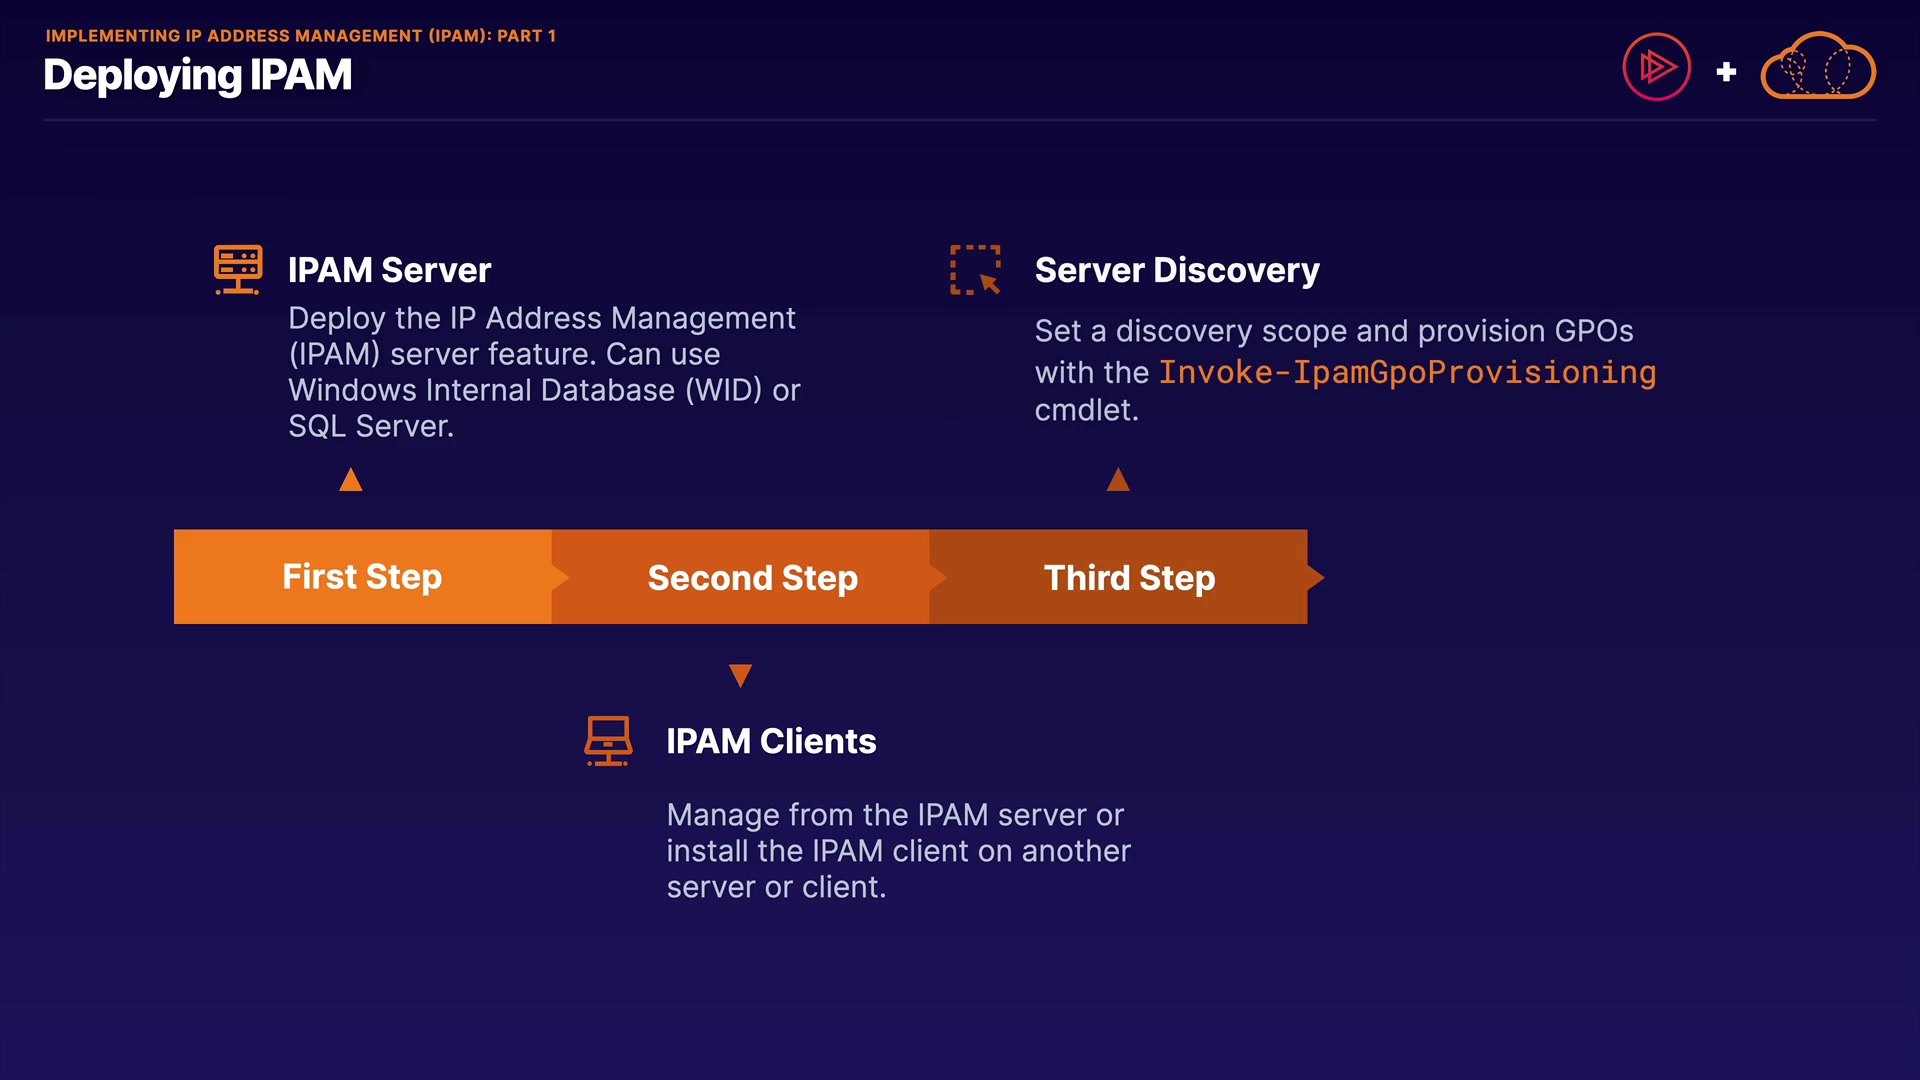 IMPLEMENTING IP ADDRESS MANAGEMENT (IPAM): PART 1
Deploying IPAM
+
IPAM Server
Deploy the IP Address Management
(IPAM) server feature. Can use
Windows Internal Database (WID) or
SQL Server.
Server Discovery
Set a discovery scope and provision GPOs
with the Invoke-IpamGpoProvisioning
cmdlet.
First Step
Second Step
Third Step
IPAM Clients
Manage from the IPAM server or
install the IPAM client on another
server or client.